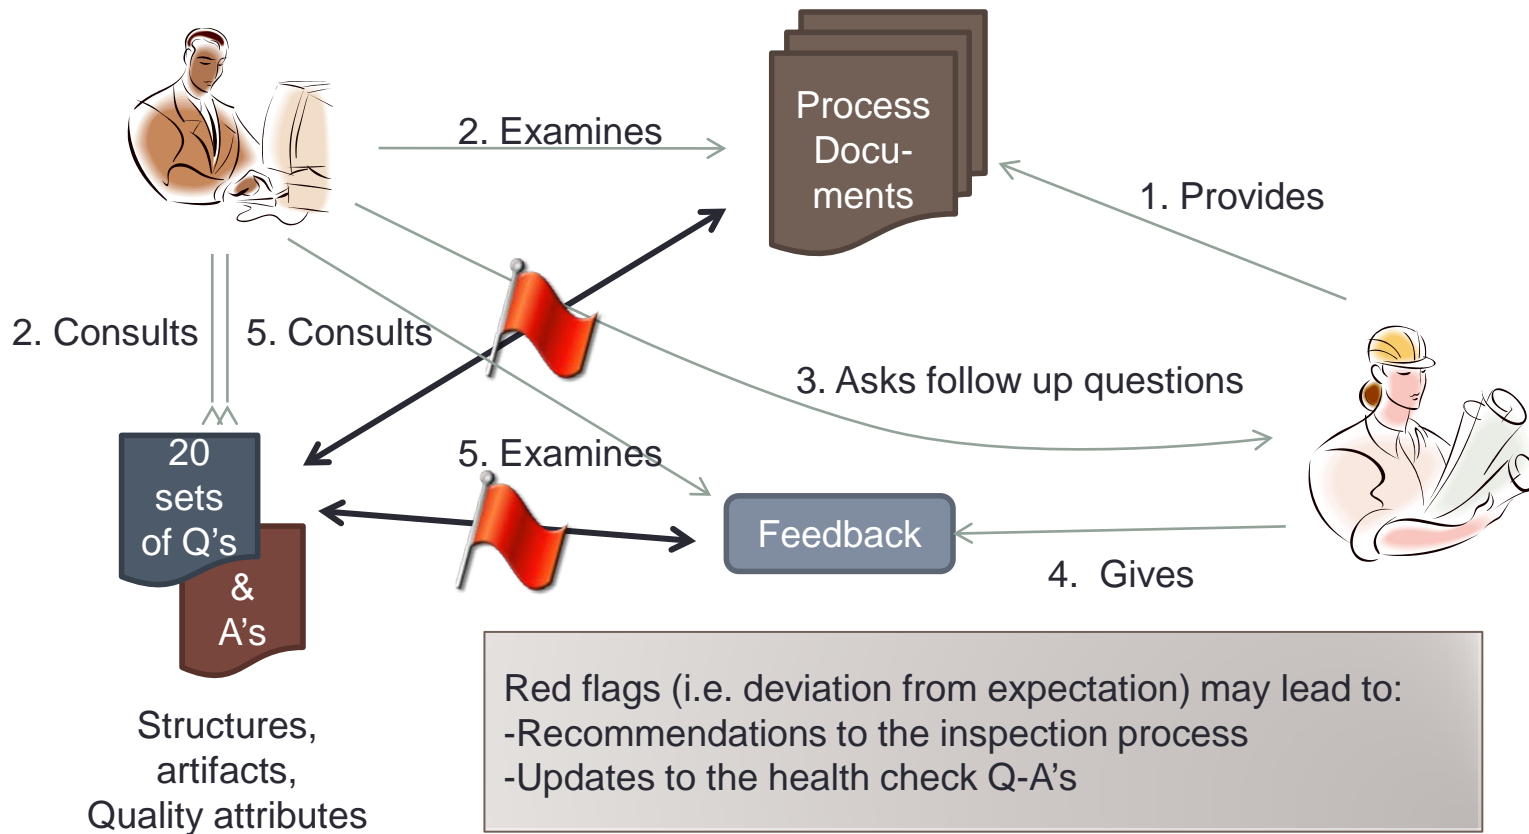 2. Examines
Process
Docu-
ments
1. Provides
2. Consults
5. Consults
3. Asks follow up questions
20
sets
of Q’s
&
A’s
5. Examines
Feedback
4.  Gives
Structures,
artifacts,
Quality attributes
Red flags (i.e. deviation from expectation) may lead to:
-Recommendations to the inspection process
-Updates to the health check Q-A’s